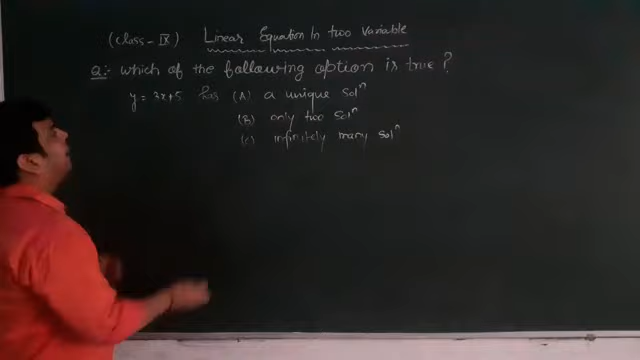 (Class - IX) Linear Equation In two Variable
Q:- which of the following option is true?
y = 3x+5 has (A) a unique solⁿ
(B) only two solⁿ
(C) infinitely many solⁿ